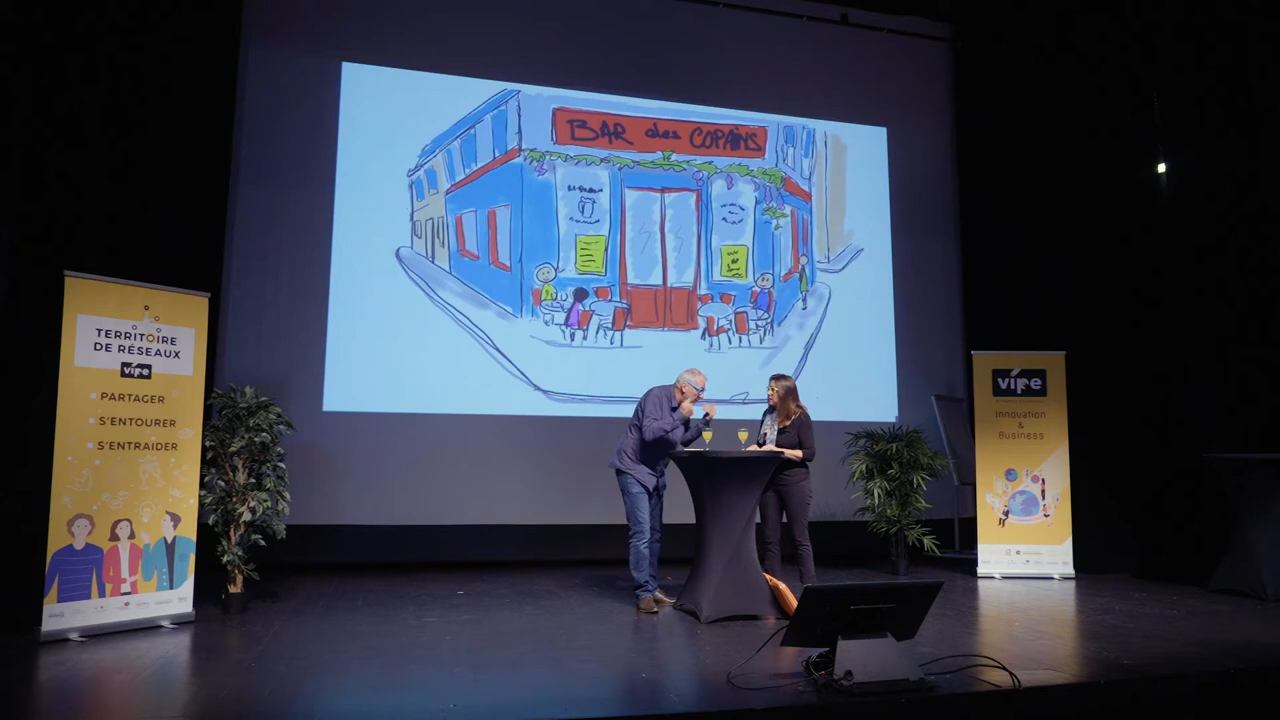 BAR des COPAINS
TERRITOIRE
DE RÉSEAUX
vipe
PARTAGER
S'ENTOURER
S'ENTRAIDER
vipe
Innovation
&
Business